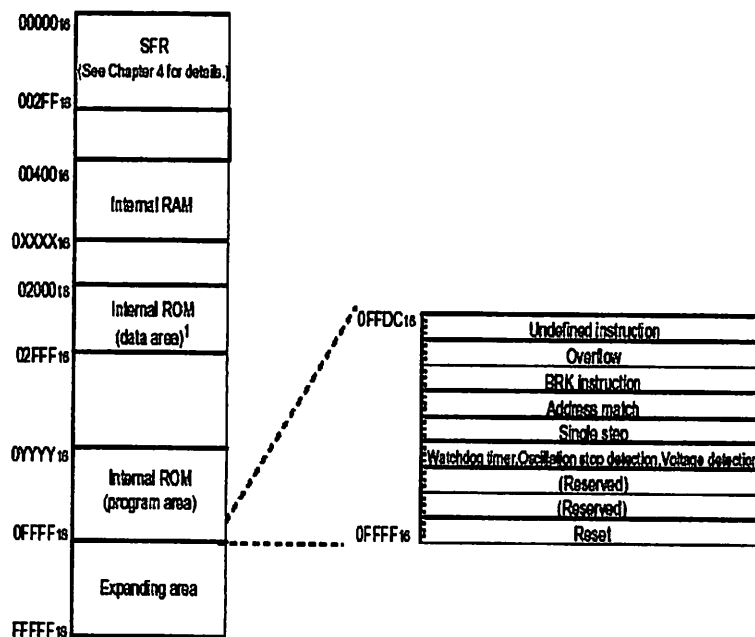 0000016
SFR
(See Chapter 4 for details.)
002FF16
0040016
Internal RAM
0XXXX16
0200016
Internal ROM
(data area)1
02FFF16
0YYYY16
Internal ROM
(program area)
0FFFF16
Expanding area
FFFFF16
0FFDC16
Undefined instruction
Overflow
BRK instruction
Address match
Single step
Watchdog timer,Oscillation stop detection,Voltage detection
(Reserved)
(Reserved)
Reset
0FFFF16